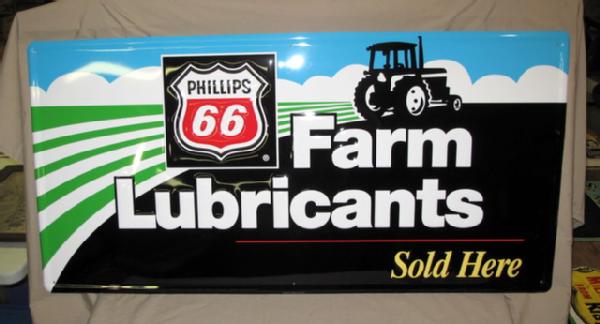 PHILLIPS
66
Farm
Lubricants
Sold Here